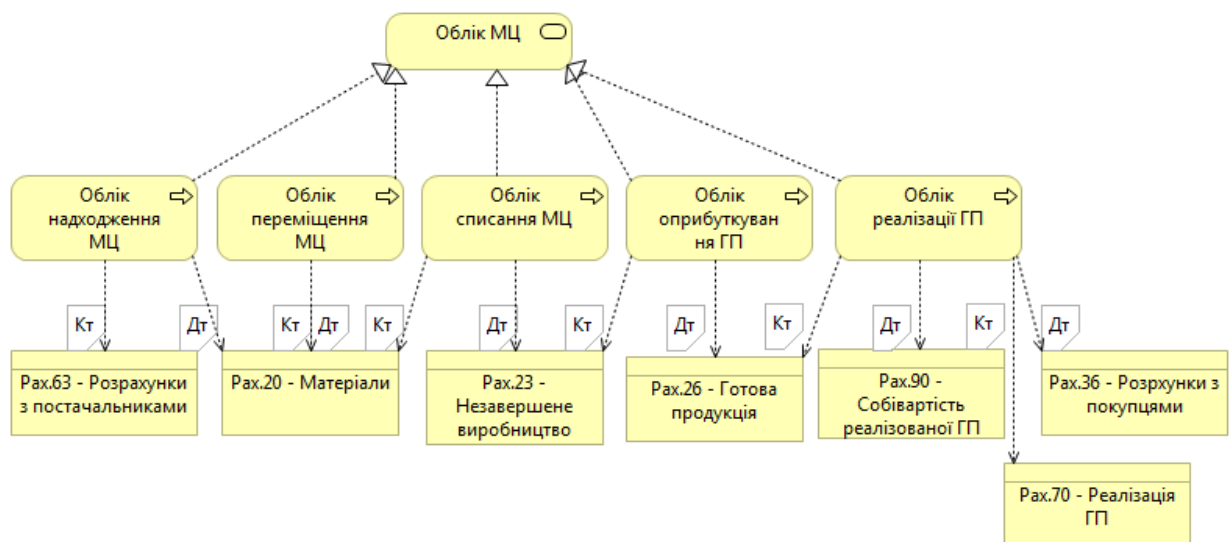 Облік МЦ
Облік
надходження
МЦ
Облік
переміщення
МЦ
Облік
списання МЦ
Облік
оприбуткуван
ня ГП
Облік
реалізації ГП
Кт
Дт
Кт
Дт
Кт
Дт
Кт
Дт
Кт
Дт
Кт
Дт
Рах.63 - Розрахунки
з постачальниками
Рах.20 - Матеріали
Рах.23 -
Незавершене
виробництво
Рах.26 - Готова
продукція
Рах.90 -
Собівартість
реалізованої ГП
Рах.36 - Розрхунки з
покупцями
Рах.70 - Реалізація
ГП